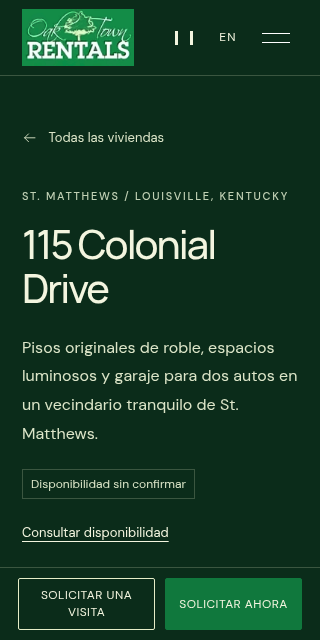 Oak Town
RENTALS
EN
← Todas las viviendas
ST. MATTHEWS / LOUISVILLE, KENTUCKY
115 Colonial
Drive
Pisos originales de roble, espacios
luminosos y garaje para dos autos en
un vecindario tranquilo de St.
Matthews.
Disponibilidad sin confirmar
Consultar disponibilidad
SOLICITAR UNA
VISITA
SOLICITAR AHORA